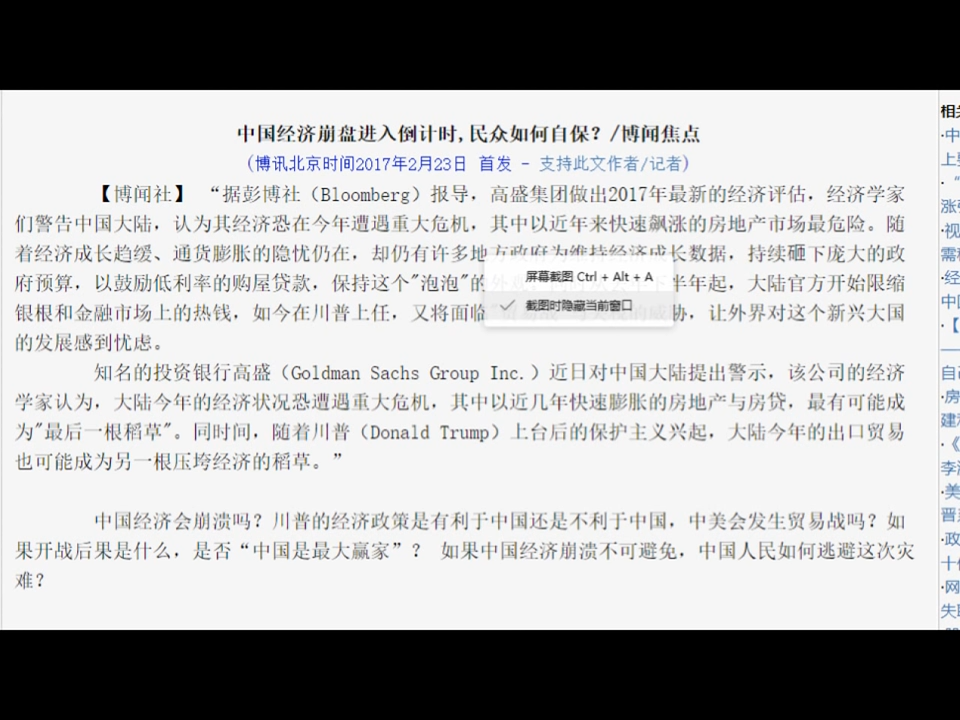 中国经济崩盘进入倒计时,民众如何自保？/博闻焦点
(博讯北京时间2017年2月23日 首发 - 支持此文作者/记者)
【博闻社】 “据彭博社（Bloomberg）报导，高盛集团做出2017年最新的经济评估，经济学家
们警告中国大陆，认为其经济恐在今年遭遇重大危机，其中以近年来快速飙涨的房地产市场最危险。随
着经济成长趋缓、通货膨胀的隐忧仍在，却仍有许多地方政府为维持经济成长数据，持续砸下庞大的政
府预算，以鼓励低利率的购屋贷款，保持这个"泡泡"的 半年起，大陆官方开始限缩
屏幕截图 Ctrl + Alt + A
截图时隐藏当前窗口
银根和金融市场上的热钱，如今在川普上任，又将面临 ，让外界对这个新兴大国
的发展感到忧虑。
知名的投资银行高盛（Goldman Sachs Group Inc.）近日对中国大陆提出警示，该公司的经济
学家认为，大陆今年的经济状况恐遭遇重大危机，其中以近几年快速膨胀的房地产与房贷，最有可能成
为"最后一根稻草"。同时间，随着川普（Donald Trump）上台后的保护主义兴起，大陆今年的出口贸易
也可能成为另一根压垮经济的稻草。”
中国经济会崩溃吗？川普的经济政策是有利于中国还是不利于中国，中美会发生贸易战吗？如
果开战后果是什么，是否“中国是最大赢家”？ 如果中国经济崩溃不可避免，中国人民如何逃避这次灾
难？
相
·中
上
涨
·视
·经
中
·【
自
·房
建
·《
李
·美
晋
·政
十
·网
失